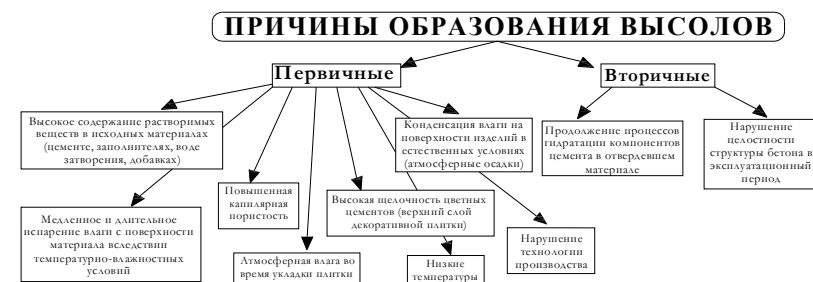 ПРИЧИНЫ ОБРАЗОВАНИЯ ВЫСОЛОВ
Первичные
Вторичные
Высокое содержание растворимых
веществ в исходных материалах
(цементе, заполнителях, воде
затворения, добавках)
Конденсация влаги на
поверхности изделий в
естественных условиях
(атмосферные осадки)
Продолжение процессов
гидратации компонентов
цемента в отвердевшем
материале
Нарушение
целостности
структуры бетона в
эксплуатационный
период
Повышенная
капилярная
пористость
Высокая щелочность цветных
цементов (верхний слой
декоративной плитки)
Медленное и длительное
испарение влаги с поверхности
материала вследствии
температурно-влажностных
условий
Атмосферная влага во
время укладки плитки
Низкие
температуры
Нарушение
технологии
производства